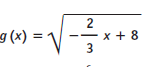 g (x) = √(− 2/3 x + 8)